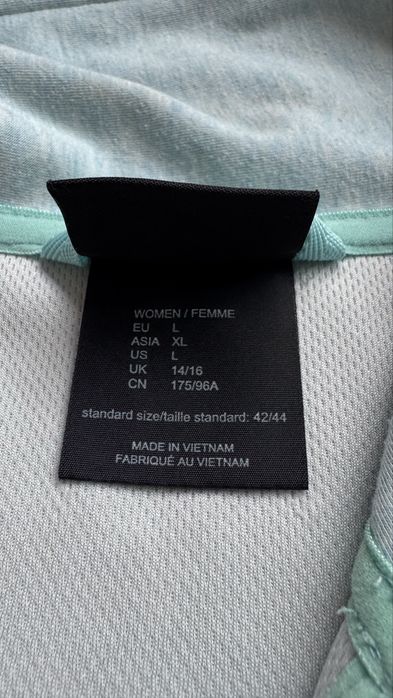 WOMEN / FEMME
EU L
ASIA XL
US L
UK 14/16
CN 175/96A
standard size/taille standard: 42/44
MADE IN VIETNAM
FABRIQUÉ AU VIETNAM